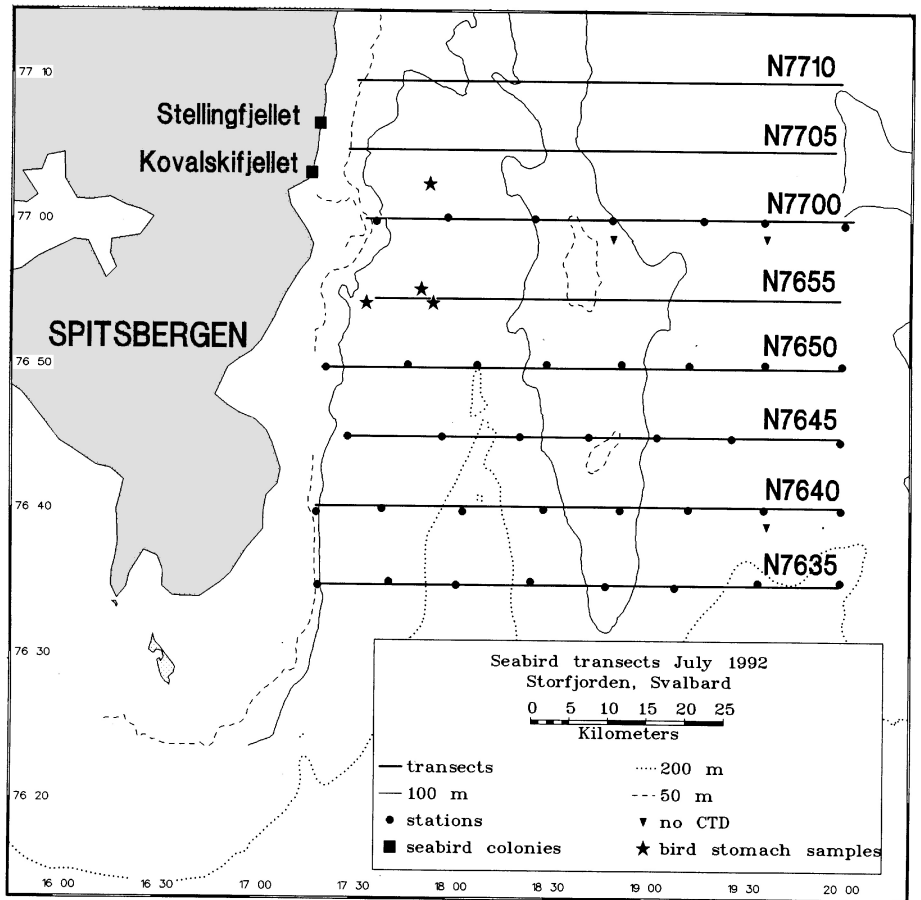 77 10
N7710
Stellingfjellet
N7705
Kovalskifjellet
77 00
N7700
N7655
SPITSBERGEN
N7650
76 50
N7645
76 40
N7640
N7635
76 30
Seabird transects July 1992
Storfjorden, Svalbard
0 5 10 15 20 25
Kilometers
transects
200 m
100 m
50 m
stations
no CTD
seabird colonies
bird stomach samples
76 20
16 00 16 30 17 00 17 30 18 00 18 30 19 00 19 30 20 00